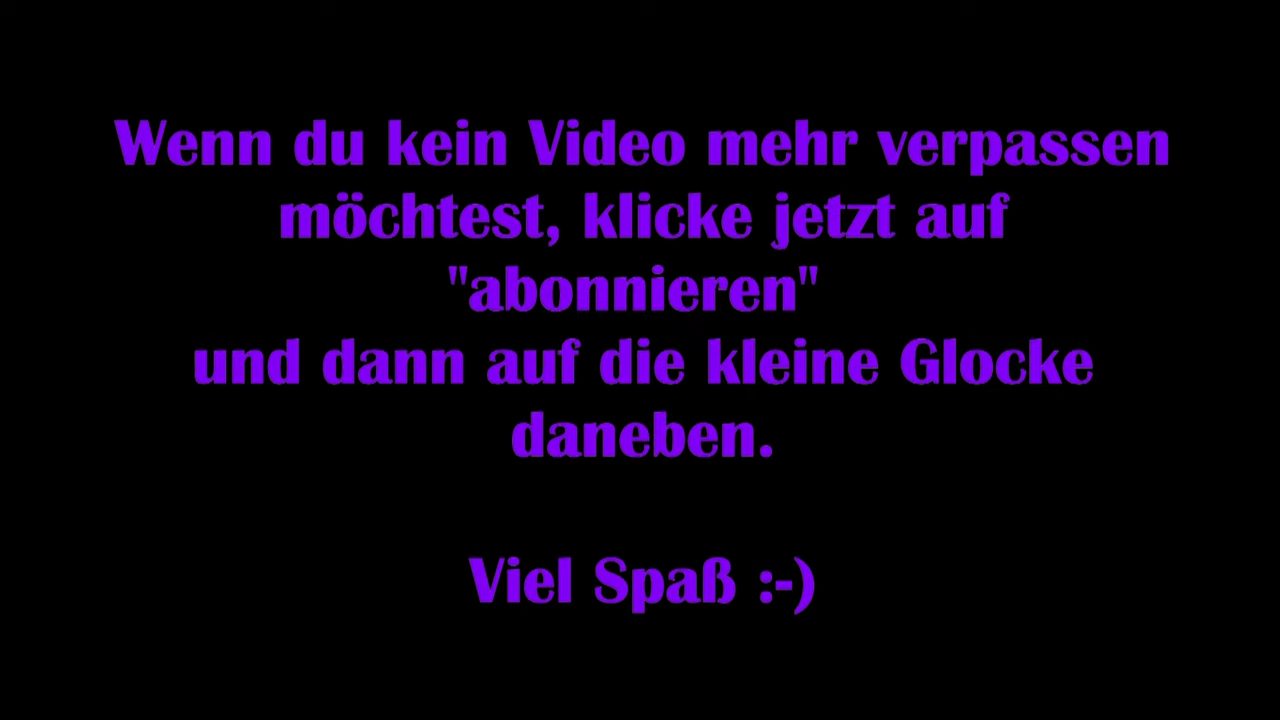 Wenn du kein Video mehr verpassen
möchtest, klicke jetzt auf
"abonnieren"
und dann auf die kleine Glocke
daneben.
Viel Spaß :-)